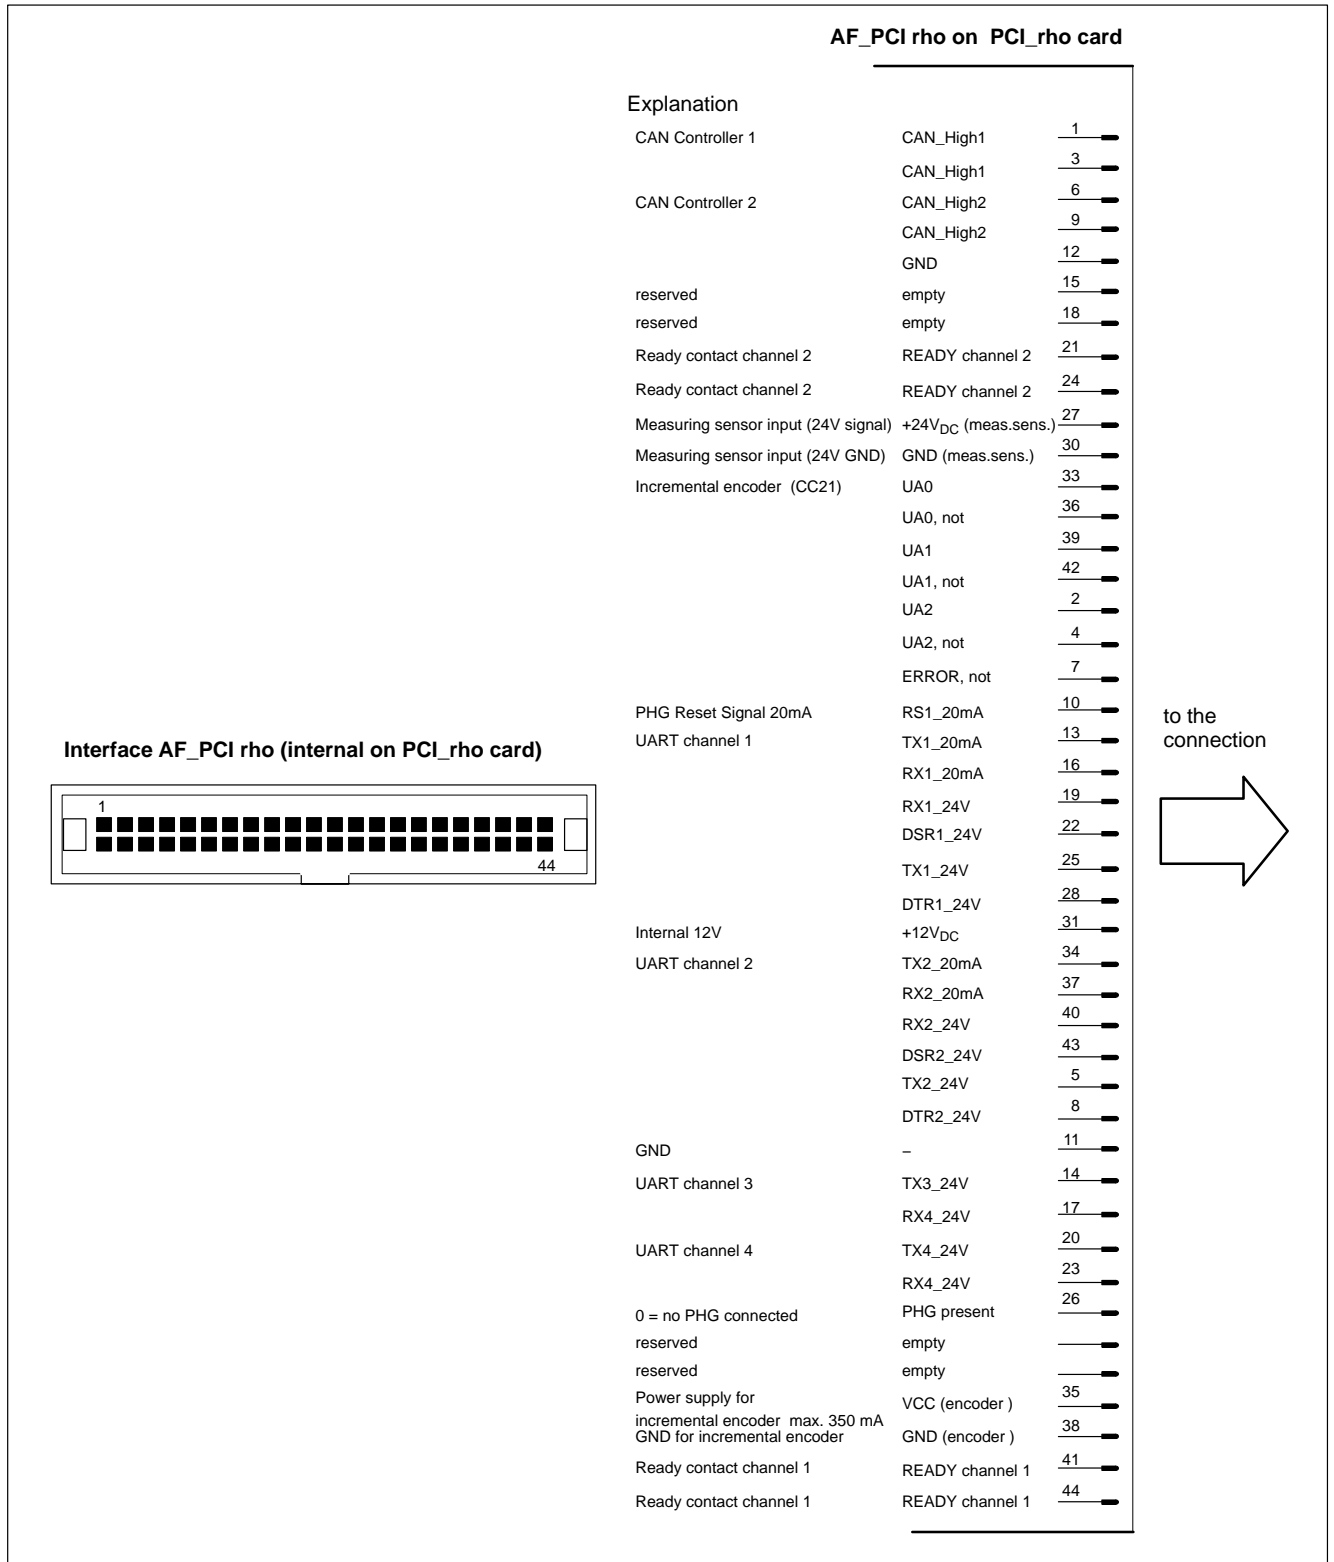 AF_PCI rho on PCI_rho card
Explanation
CAN Controller 1 CAN_High1 1
CAN_High1 3
CAN Controller 2 CAN_High2 6
CAN_High2 9
GND 12
reserved empty 15
reserved empty 18
Ready contact channel 2 READY channel 2 21
Ready contact channel 2 READY channel 2 24
Measuring sensor input (24V signal) +24VDC (meas.sens.) 27
Measuring sensor input (24V GND) GND (meas.sens.) 30
Incremental encoder (CC21) UA0 33
UA0, not 36
UA1 39
UA1, not 42
UA2 2
UA2, not 4
ERROR, not 7
PHG Reset Signal 20mA RS1_20mA 10
UART channel 1 TX1_20mA 13
RX1_20mA 16
RX1_24V 19
DSR1_24V 22
TX1_24V 25
DTR1_24V 28
Internal 12V +12VDC 31
UART channel 2 TX2_20mA 34
RX2_20mA 37
RX2_24V 40
DSR2_24V 43
TX2_24V 5
DTR2_24V 8
GND – 11
UART channel 3 TX3_24V 14
RX4_24V 17
UART channel 4 TX4_24V 20
RX4_24V 23
0 = no PHG connected PHG present 26
reserved empty
reserved empty
Power supply for
incremental encoder max. 350 mA VCC (encoder ) 35
GND for incremental encoder GND (encoder ) 38
Ready contact channel 1 READY channel 1 41
Ready contact channel 1 READY channel 1 44
Interface AF_PCI rho (internal on PCI_rho card)
1
44
to the
connection